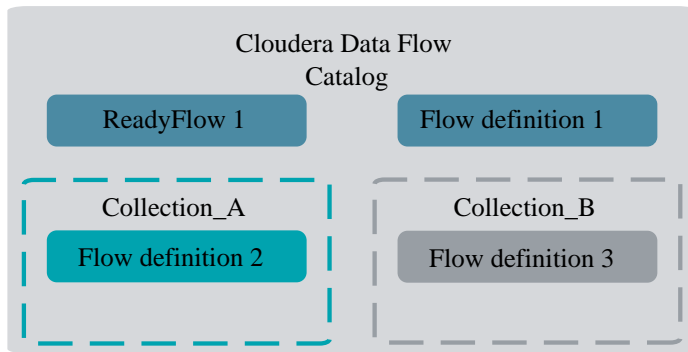 Cloudera Data Flow
Catalog
ReadyFlow 1
Flow definition 1
Collection_A
Collection_B
Flow definition 2
Flow definition 3